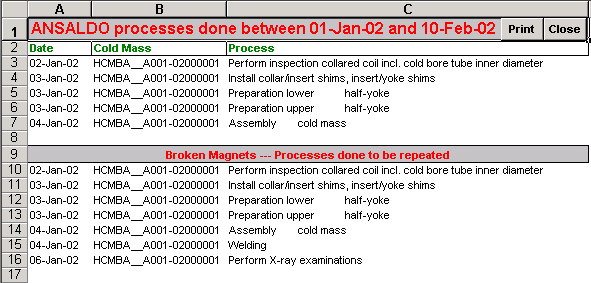 A B C
1 ANSALDO processes done between 01-Jan-02 and 10-Feb-02 Print Close
2 Date Cold Mass Process
3 02-Jan-02 HCMBA__A001-02000001 Perform inspection collared coil incl. cold bore tube inner diameter
4 03-Jan-02 HCMBA__A001-02000001 Install collar/insert shims, insert/yoke shims
5 03-Jan-02 HCMBA__A001-02000001 Preparation lower half-yoke
6 03-Jan-02 HCMBA__A001-02000001 Preparation upper half-yoke
7 04-Jan-02 HCMBA__A001-02000001 Assembly cold mass
8
9 Broken Magnets --- Processes done to be repeated
10 02-Jan-02 HCMBA__A001-02000001 Perform inspection collared coil incl. cold bore tube inner diameter
11 03-Jan-02 HCMBA__A001-02000001 Install collar/insert shims, insert/yoke shims
12 03-Jan-02 HCMBA__A001-02000001 Preparation lower half-yoke
13 03-Jan-02 HCMBA__A001-02000001 Preparation upper half-yoke
14 04-Jan-02 HCMBA__A001-02000001 Assembly cold mass
15 04-Jan-02 HCMBA__A001-02000001 Welding
16 06-Jan-02 HCMBA__A001-02000001 Perform X-ray examinations
17